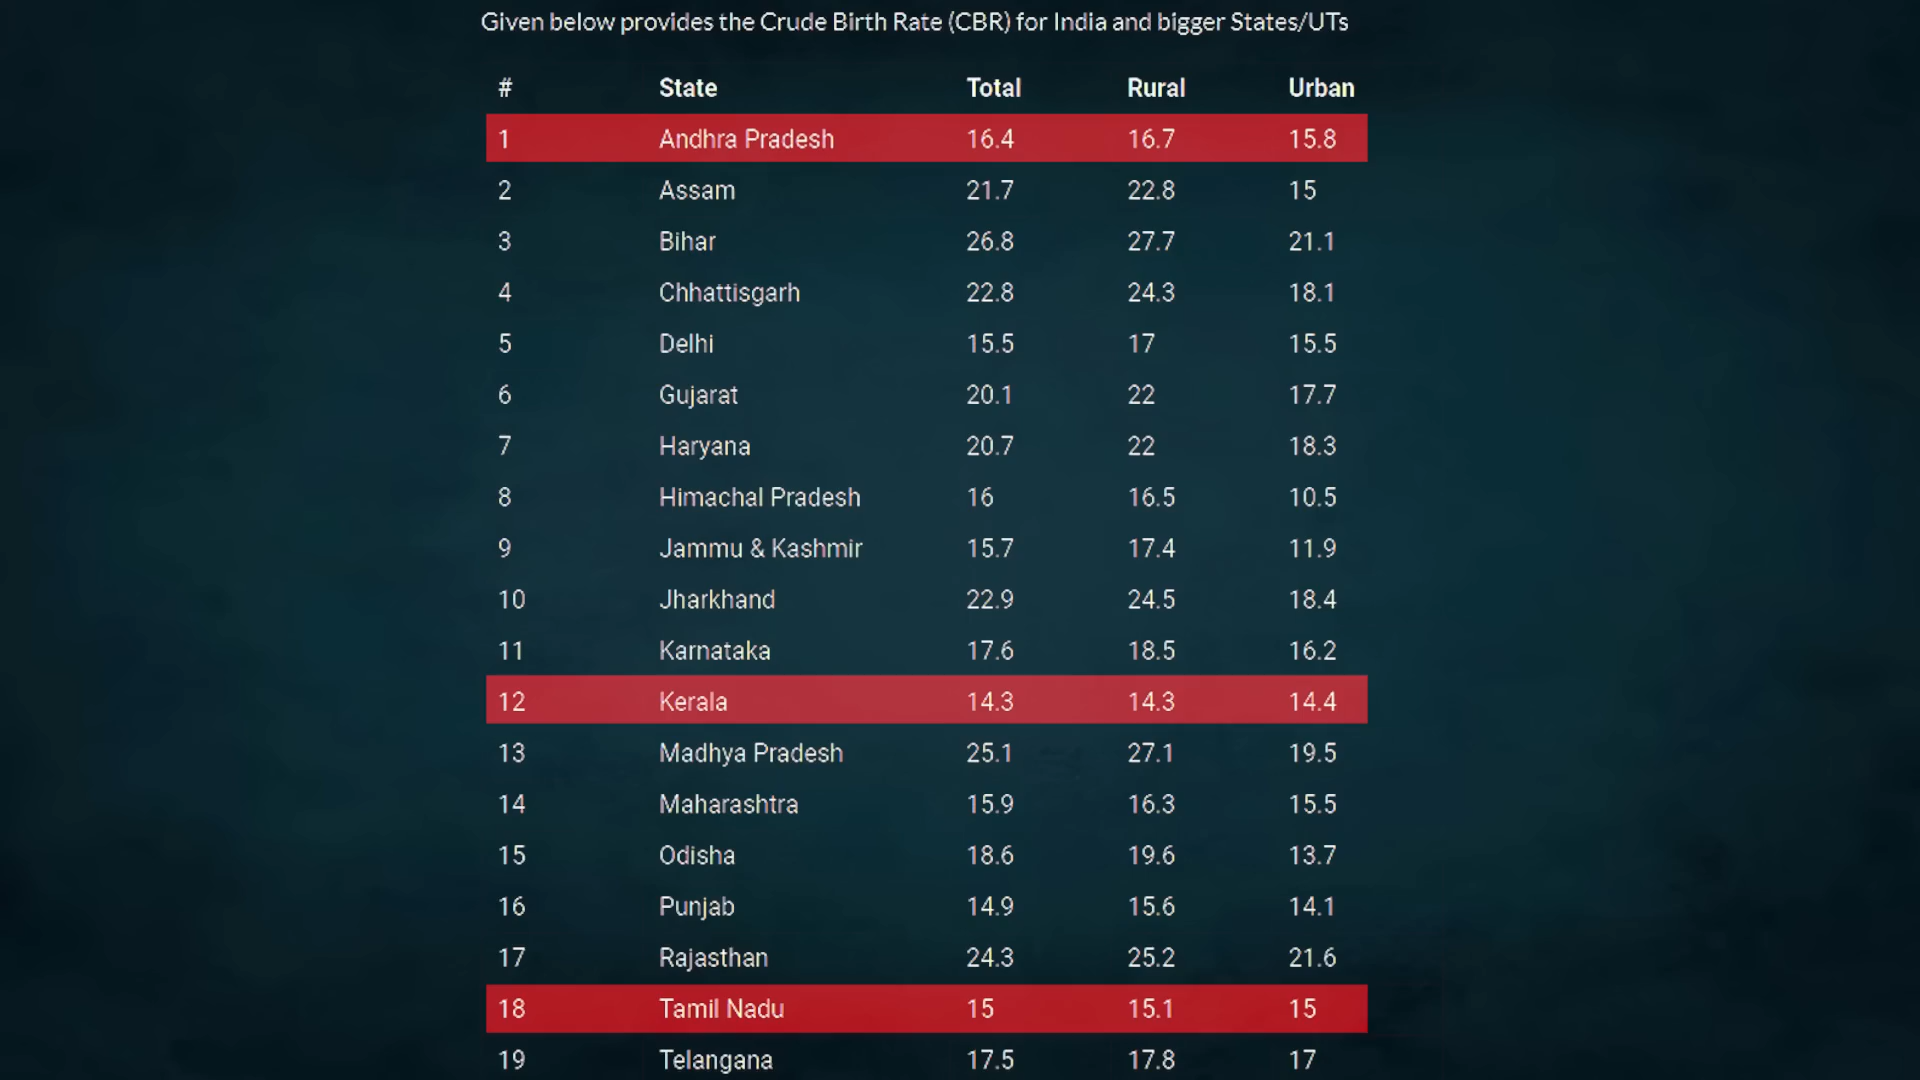 Given below provides the Crude Birth Rate (CBR) for India and bigger States/UTs
# State Total Rural Urban
1 Andhra Pradesh 16.4 16.7 15.8
2 Assam 21.7 22.8 15
3 Bihar 26.8 27.7 21.1
4 Chhattisgarh 22.8 24.3 18.1
5 Delhi 15.5 17 15.5
6 Gujarat 20.1 22 17.7
7 Haryana 20.7 22 18.3
8 Himachal Pradesh 16 16.5 10.5
9 Jammu & Kashmir 15.7 17.4 11.9
10 Jharkhand 22.9 24.5 18.4
11 Karnataka 17.6 18.5 16.2
12 Kerala 14.3 14.3 14.4
13 Madhya Pradesh 25.1 27.1 19.5
14 Maharashtra 15.9 16.3 15.5
15 Odisha 18.6 19.6 13.7
16 Punjab 14.9 15.6 14.1
17 Rajasthan 24.3 25.2 21.6
18 Tamil Nadu 15 15.1 15
19 Telangana 17.5 17.8 17